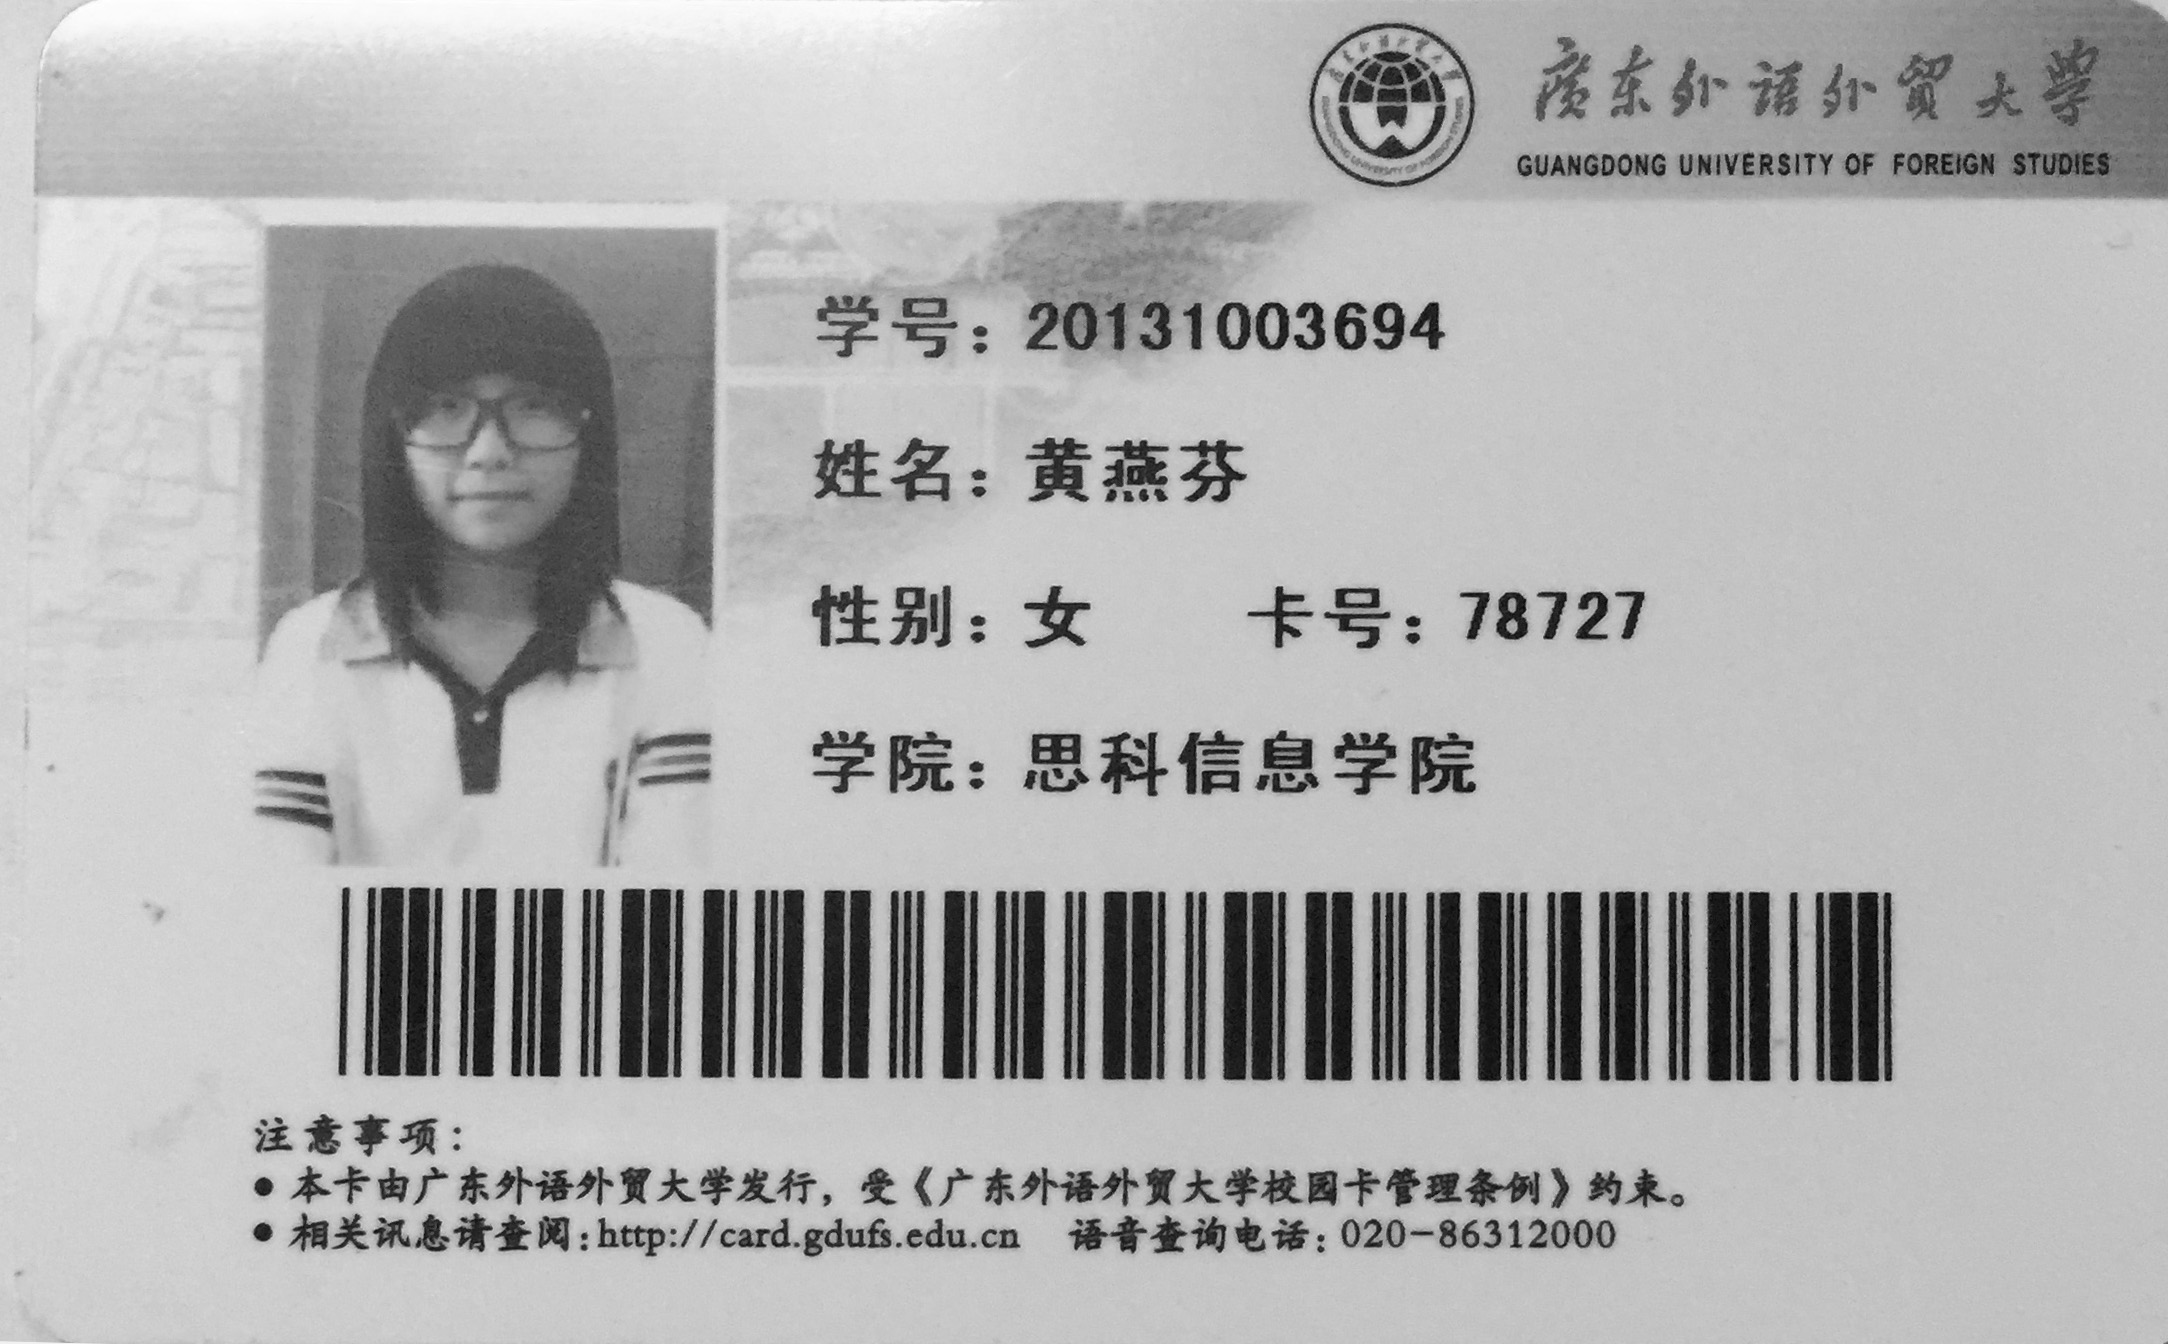 廣东外语外贸大学
GUANGDONG UNIVERSITY OF FOREIGN STUDIES
学号：20131003694
姓名：黄燕芬
性别：女 卡号：78727
学院：思科信息学院
注意事项：
● 本卡由广东外语外贸大学发行，受《广东外语外贸大学校园卡管理条例》约束。
● 相关讯息请查阅：http://card.gdufs.edu.cn 语音查询电话：020-86312000